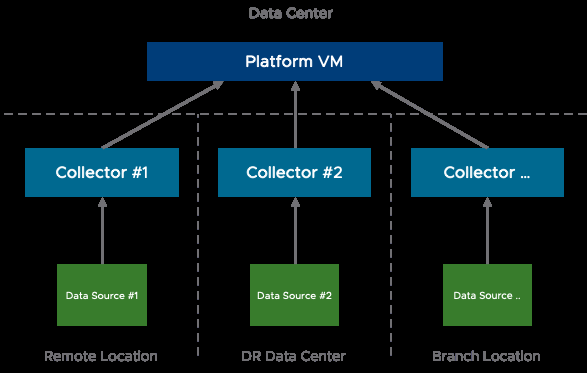 Data Center
Platform VM
Collector #1
Collector #2
Collector ...
Data Source #1
Data Source #2
Data Source ..
Remote Location
DR Data Center
Branch Location